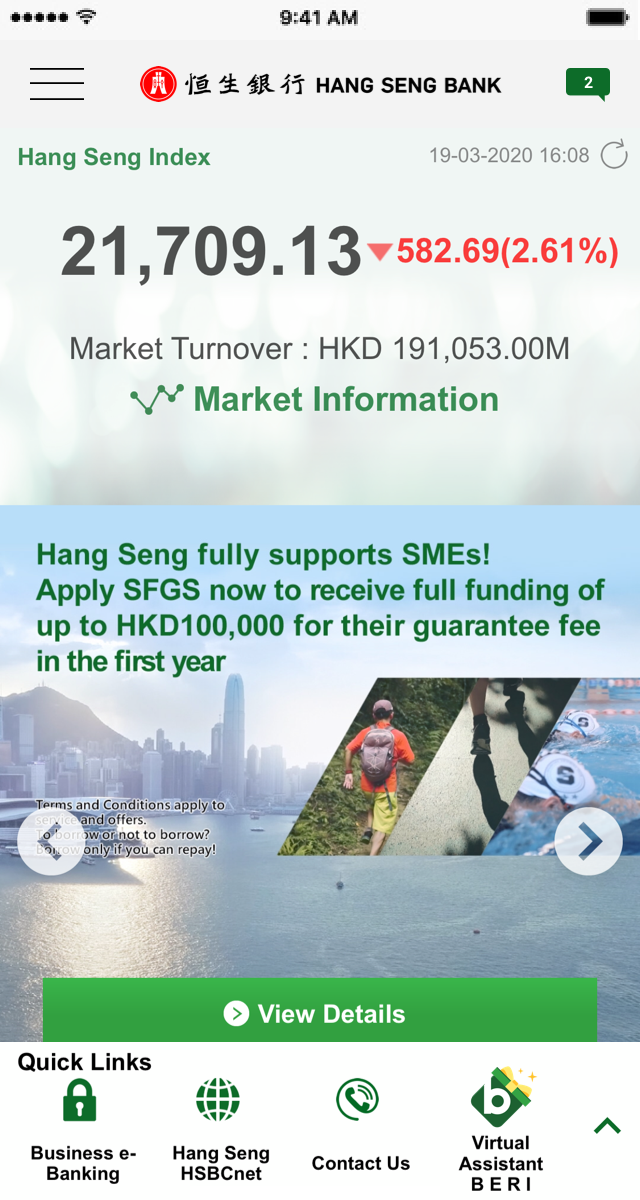 9:41 AM
恒生銀行 HANG SENG BANK
2
Hang Seng Index
19-03-2020 16:08
21,709.13
582.69(2.61%)
Market Turnover : HKD 191,053.00M
Market Information
Hang Seng fully supports SMEs!
Apply SFGS now to receive full funding of
up to HKD100,000 for their guarantee fee
in the first year
Terms and Conditions apply to
service and offers.
To borrow or not to borrow?
Borrow only if you can repay!
S
S
View Details
Quick Links
b
Business e-
Banking
Hang Seng
HSBCnet
Contact Us
Virtual
Assistant
B E R I